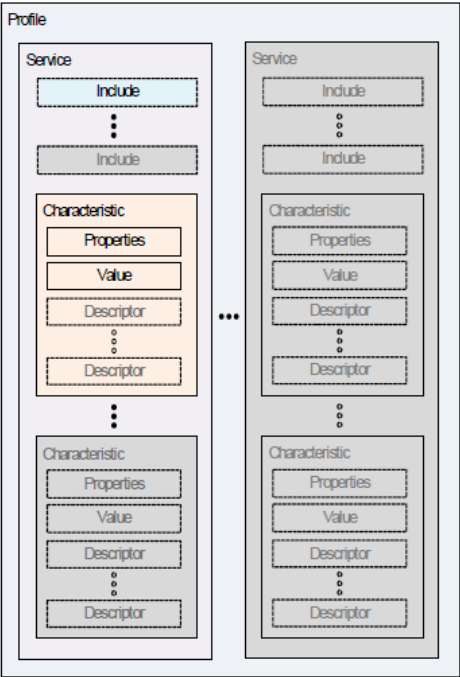 Profile
Service
Include
Include
Characteristic
Properties
Value
Descriptor
Descriptor
Characteristic
Properties
Value
Descriptor
Descriptor
Service
Include
Include
Characteristic
Properties
Value
Descriptor
Descriptor
Characteristic
Properties
Value
Descriptor
Descriptor